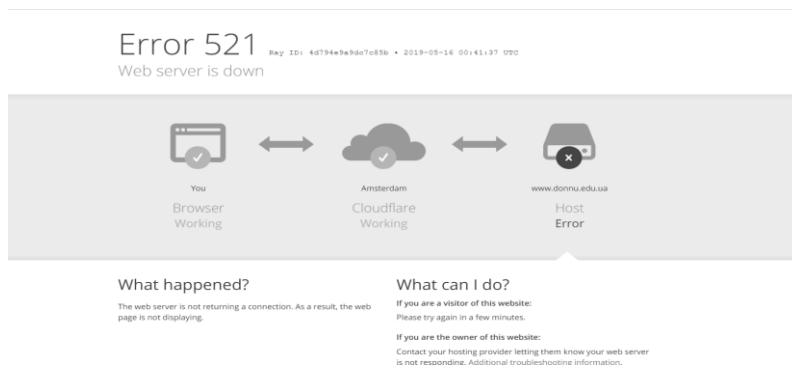 Error 521 Ray ID: 4d794e9a9dc7c85b • 2019-05-16 00:41:37 UTC
Web server is down
You
Browser
Working
Amsterdam
Cloudflare
Working
www.donnu.edu.ua
Host
Error
What happened?
The web server is not returning a connection. As a result, the web
page is not displaying.
What can I do?
If you are a visitor of this website:
Please try again in a few minutes.
If you are the owner of this website:
Contact your hosting provider letting them know your web server
is not responding. Additional troubleshooting information.